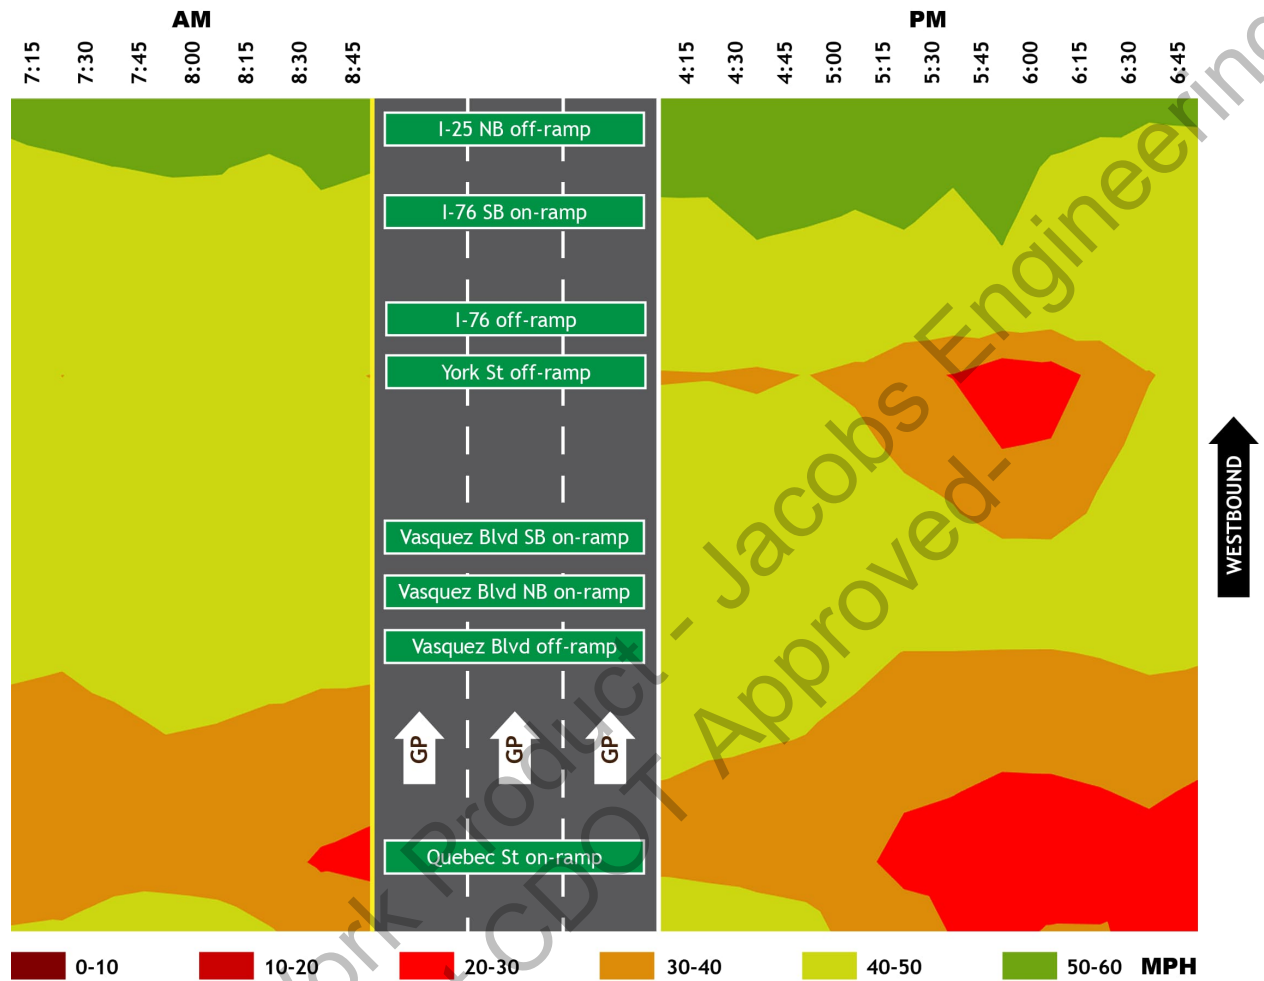 AM
PM
7:15 7:30 7:45 8:00 8:15 8:30 8:45
4:15 4:30 4:45 5:00 5:15 5:30 5:45 6:00 6:15 6:30 6:45
I-25 NB off-ramp
I-76 SB on-ramp
I-76 off-ramp
York St off-ramp
Vasquez Blvd SB on-ramp
Vasquez Blvd NB on-ramp
Vasquez Blvd off-ramp
GP GP GP
Quebec St on-ramp
WESTBOUND
0-10 10-20 20-30 30-40 40-50 50-60 MPH
Product - Jacobs Engineering
CDOT Approved-